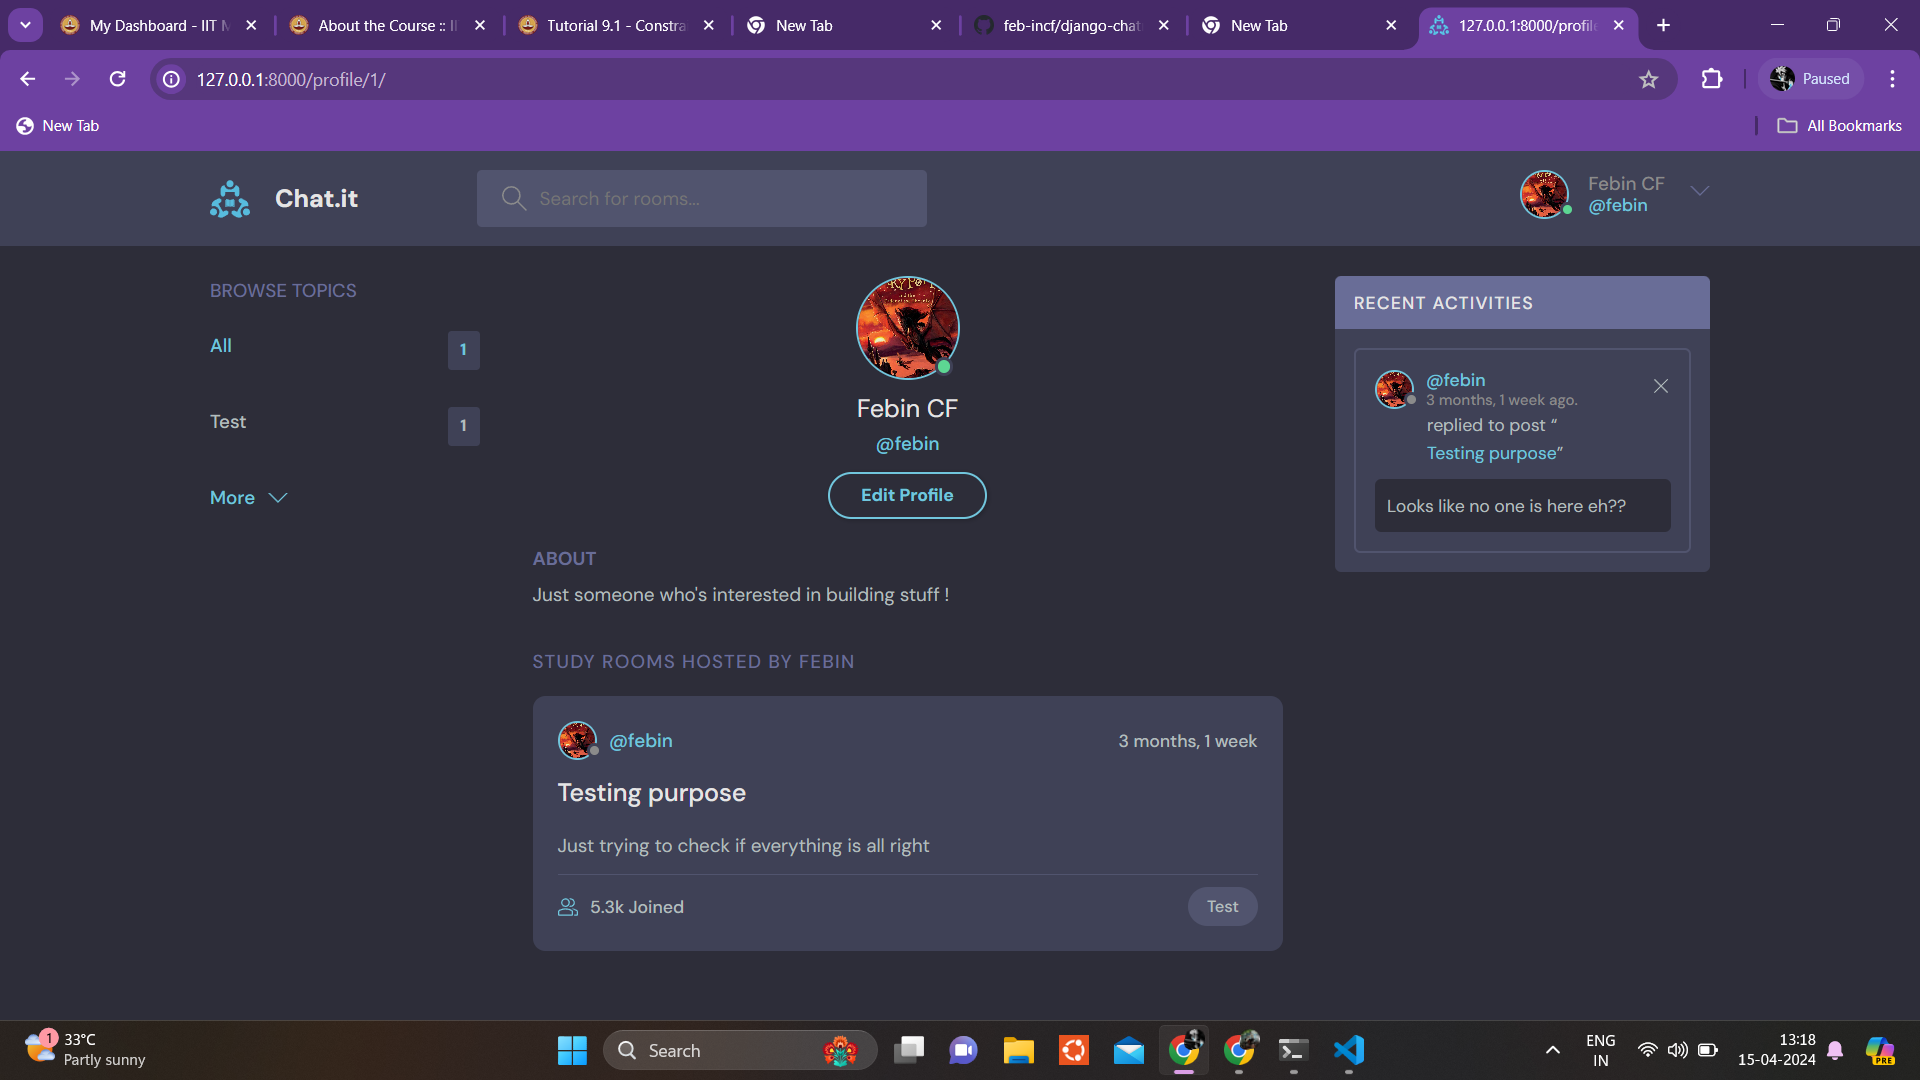 My Dashboard - IIT M
About the Course :: II
Tutorial 9.1 - Constra
New Tab
feb-incf/django-chat
New Tab
127.0.0.1:8000/profile
127.0.0.1:8000/profile/1/
Paused
New Tab
All Bookmarks
Chat.it
Search for rooms...
Febin CF
@febin
BROWSE TOPICS
All
1
Test
1
More
Febin CF
@febin
Edit Profile
ABOUT
Just someone who's interested in building stuff !
STUDY ROOMS HOSTED BY FEBIN
@febin
3 months, 1 week
Testing purpose
Just trying to check if everything is all right
5.3k Joined
Test
RECENT ACTIVITIES
@febin
3 months, 1 week ago.
replied to post “
Testing purpose”
Looks like no one is here eh??
1
33°C
Partly sunny
Search
ENG
IN
13:18
15-04-2024
PRE